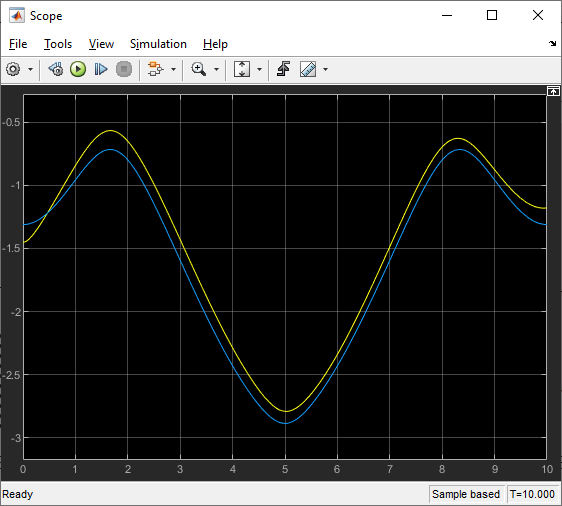 Scope
File Tools View Simulation Help
-0.5
-1
-1.5
-2
-2.5
-3
0 1 2 3 4 5 6 7 8 9 10
Ready Sample based T=10.000